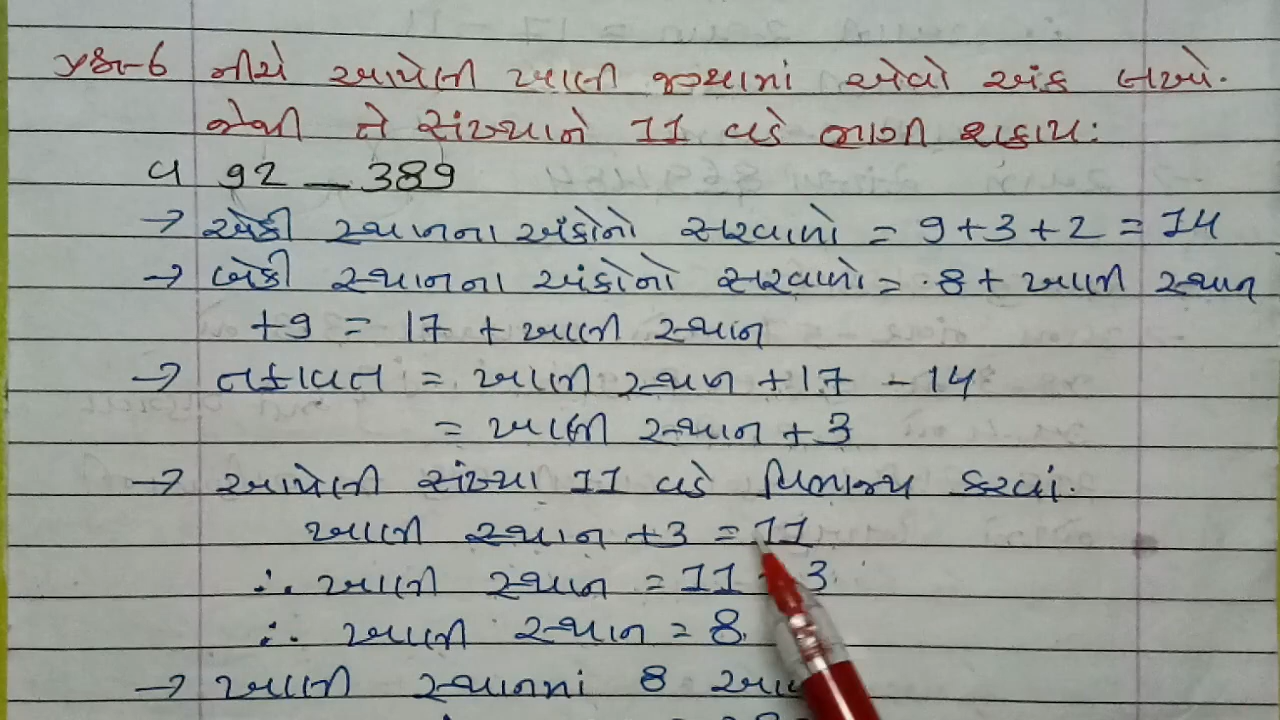 પ્રશ્ન-6 નીચે આપેલી ખાલી જગ્યામાં એવો અંક લખો.
જેથી તે સંખ્યાને 11 વડે ભાગી શકાય:
વ 92 _ 389
→ એકી સ્થાનના અંકોનો સરવાળો = 9+3+2 = 14
→ બેકી સ્થાનના અંકોનો સરવાળો = 8+ ખાલી સ્થાન
+9 = 17 + ખાલી સ્થાન
→ તફાવત = ખાલી સ્થાન +17 -14
= ખાલી સ્થાન + 3
→ આપેલી સંખ્યા 11 વડે વિભાજ્ય કરવાં.
ખાલી સ્થાન +3 = 11
∴ ખાલી સ્થાન = 11 - 3
∴ ખાલી સ્થાન = 8
→ ખાલી સ્થાનમાં 8